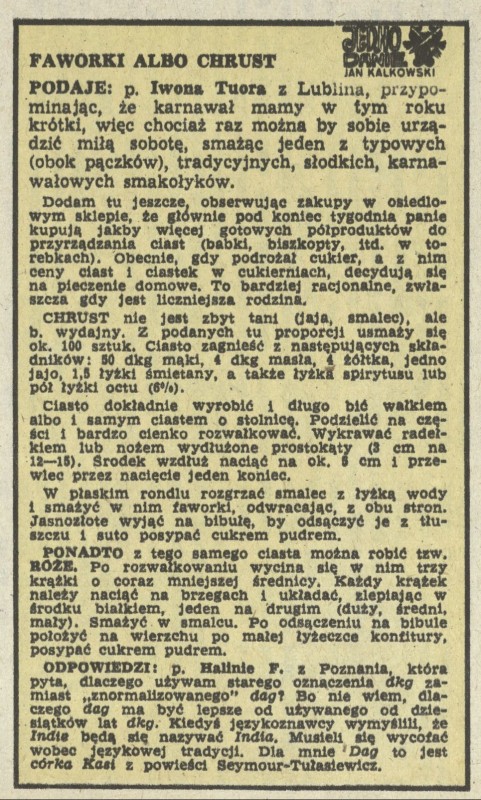 JEDNO
DANIE
JAN KALKOWSKI
FAWORKI ALBO CHRUST
PODAJE: p. Iwona Tuora z Lublina, przypo-
minając, że karnawał mamy w tym roku
krótki, więc chociaż raz można by sobie urzą-
dzić miłą sobotę, smażąc jeden z typowych
(obok pączków), tradycyjnych, słodkich, karna-
wałowych smakołyków.
Dodam tu jeszcze, obserwując zakupy w osiedlo-
wym sklepie, że głównie pod koniec tygodnia panie
kupują jakby więcej gotowych półproduktów do
przyrządzania ciast (babki, biszkopty, itd. w to-
rebkach). Obecnie, gdy podrożał cukier, a z nim
ceny ciast i ciastek w cukierniach, decydują się
na pieczenie domowe. To bardziej racjonalne, zwła-
szcza gdy jest liczniejsza rodzina.
CHRUST nie jest zbyt tani (jaja, smalec), ale
b. wydajny. Z podanych tu proporcji usmaży się
ok. 100 sztuk. Ciasto zagnieść z następujących skła-
dników: 50 dkg mąki, 4 dkg masła, 4 żółtka, jedno
jajo, 1,5 łyżki śmietany, a także łyżka spirytusu lub
pół łyżki octu (6%).
Ciasto dokładnie wyrobić i długo bić wałkiem
albo i samym ciastem o stolnicę. Podzielić na czę-
ści i bardzo cienko rozwałkować. Wykrawać radeł-
kiem lub nożem wydłużone prostokąty (3 cm na
12—15). Środek wzdłuż naciąć na ok. 5 cm i prze-
wlec przez nacięcie jeden koniec.
W płaskim rondlu rozgrzać smalec z łyżką wody
i smażyć w nim faworki, odwracając, z obu stron.
Jasnozłote wyjąć na bibułę, by odsączyć je z tłu-
szczu i suto posypać cukrem pudrem.
PONADTO z tego samego ciasta można robić tzw.
RÓŻE. Po rozwałkowaniu wycina się w nim trzy
krążki o coraz mniejszej średnicy. Każdy krążek
należy naciąć na brzegach i układać, zlepiając w
środku białkiem, jeden na drugim (duży, średni,
mały). Smażyć w smalcu. Po odsączeniu na bibule
położyć na wierzchu po małej łyżeczce konfitury,
posypać cukrem pudrem.
ODPOWIEDZI: p. Halinie F. z Poznania, która
pyta, dlaczego używam starego oznaczenia dkg za-
miast „znormalizowanego" dag? Bo nie wiem, dla-
czego dag ma być lepsze od używanego od dzie-
siątków lat dkg. Kiedyś językoznawcy wymyślili, że
Indie będą się nazywać India. Musieli się wycofać
wobec językowej tradycji. Dla mnie Dag to jest
córka Kasi z powieści Seymour-Tułasiewicz.